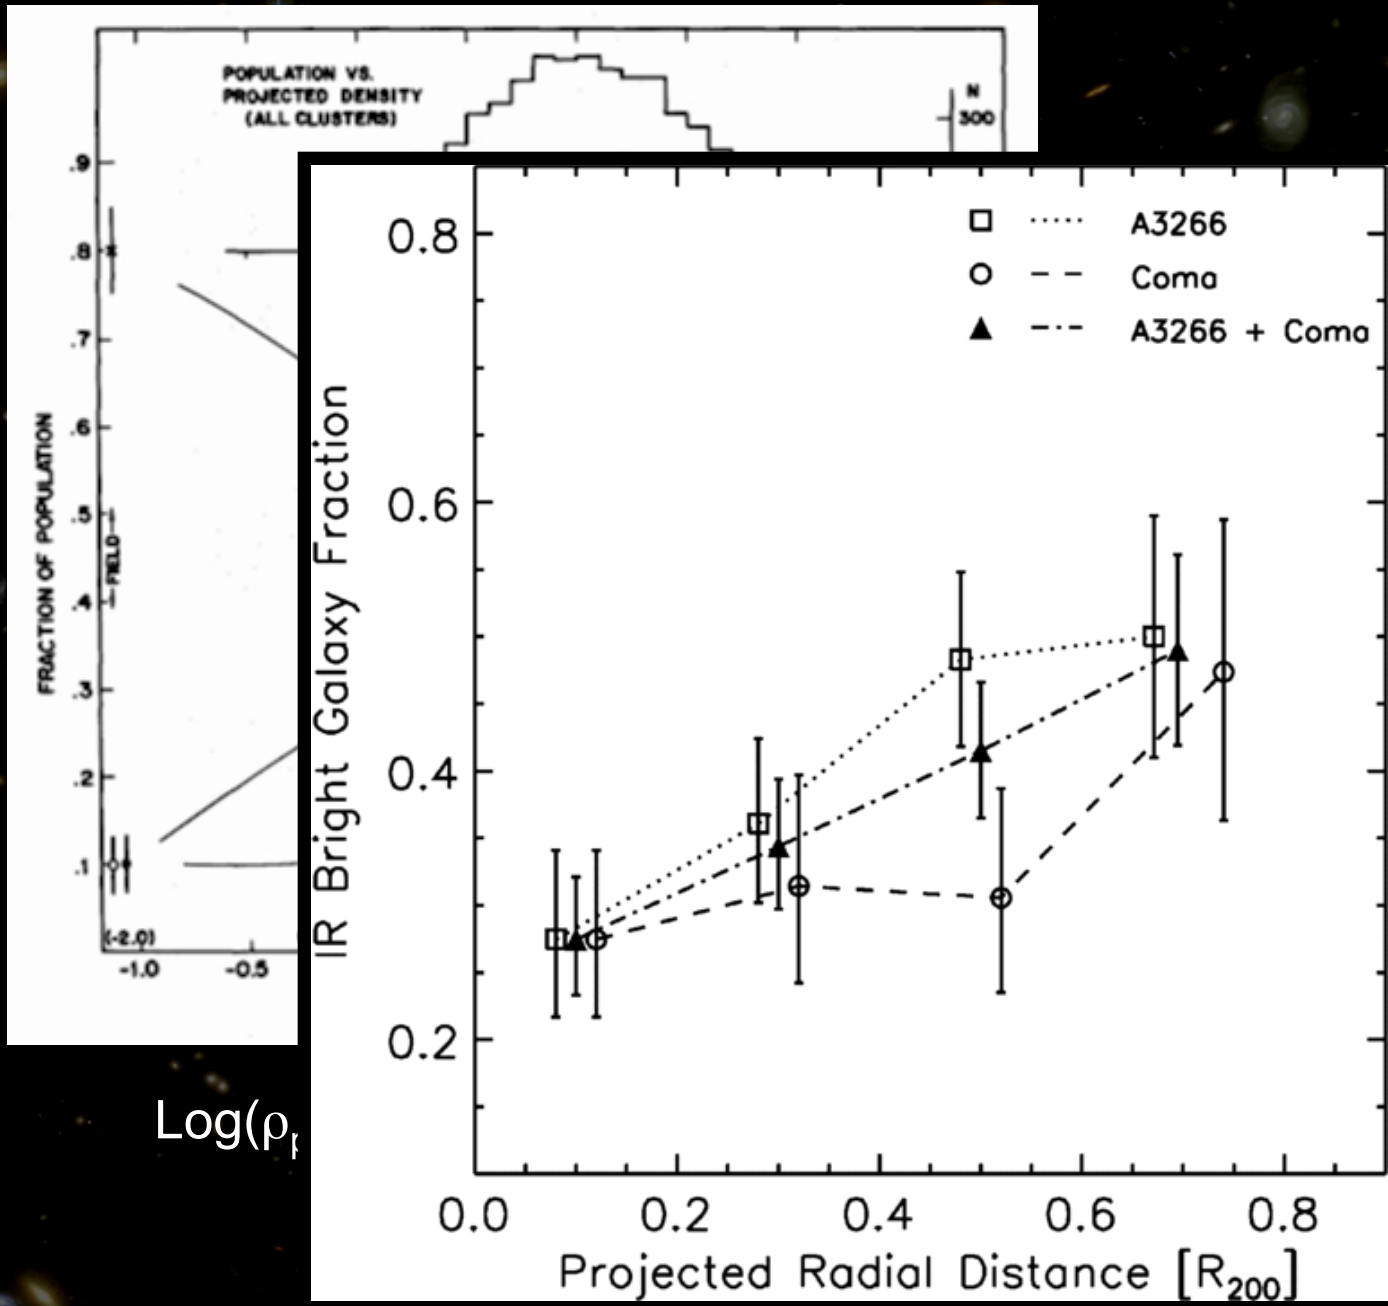 POPULATION VS.
PROJECTED DENSITY
(ALL CLUSTERS)
N
300
.9
.8
.7
.6
.5
.4
.3
.2
.1
FRACTION OF POPULATION
FIELD
(-2.0)
-1.0
-0.5
Log(ρ
A3266
Coma
A3266 + Coma
IR Bright Galaxy Fraction
0.8
0.6
0.4
0.2
0.0
0.2
0.4
0.6
0.8
Projected Radial Distance [R200]